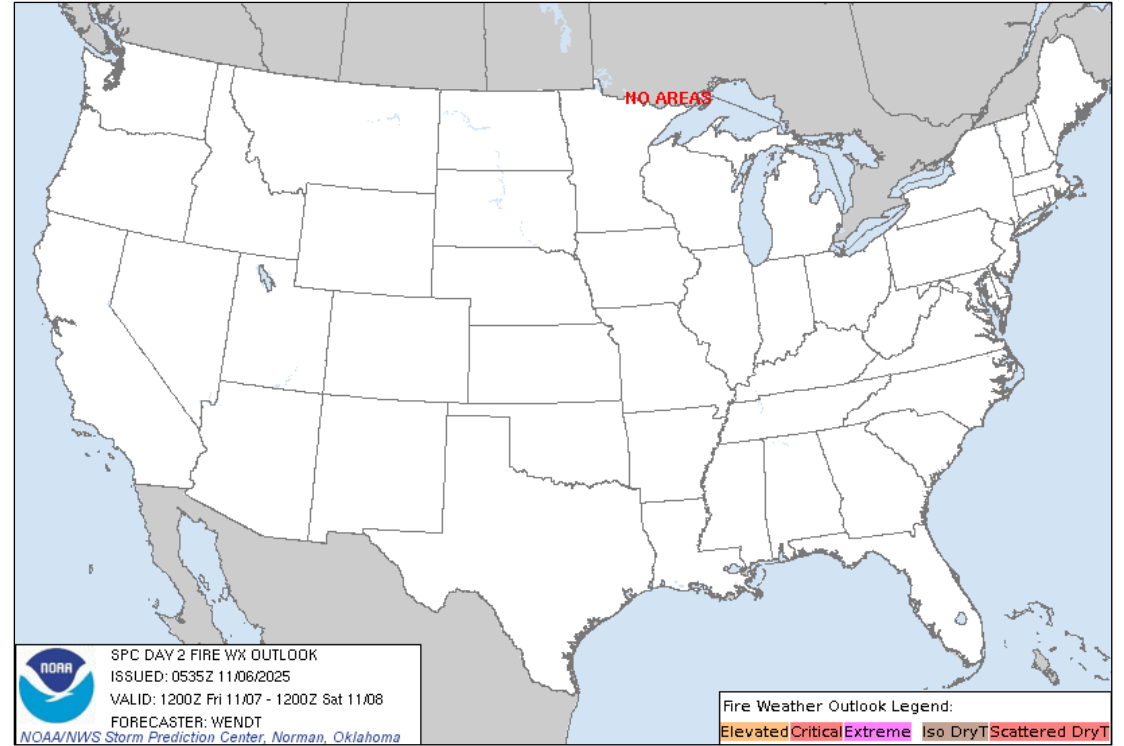 NO AREAS
NOAA
SPC DAY 2 FIRE WX OUTLOOK
ISSUED: 0535Z 11/06/2025
VALID: 1200Z Fri 11/07 - 1200Z Sat 11/08
FORECASTER: WENDT
NOAA/NWS Storm Prediction Center, Norman, Oklahoma
Fire Weather Outlook Legend:
Elevated Critical Extreme Iso DryT Scattered DryT